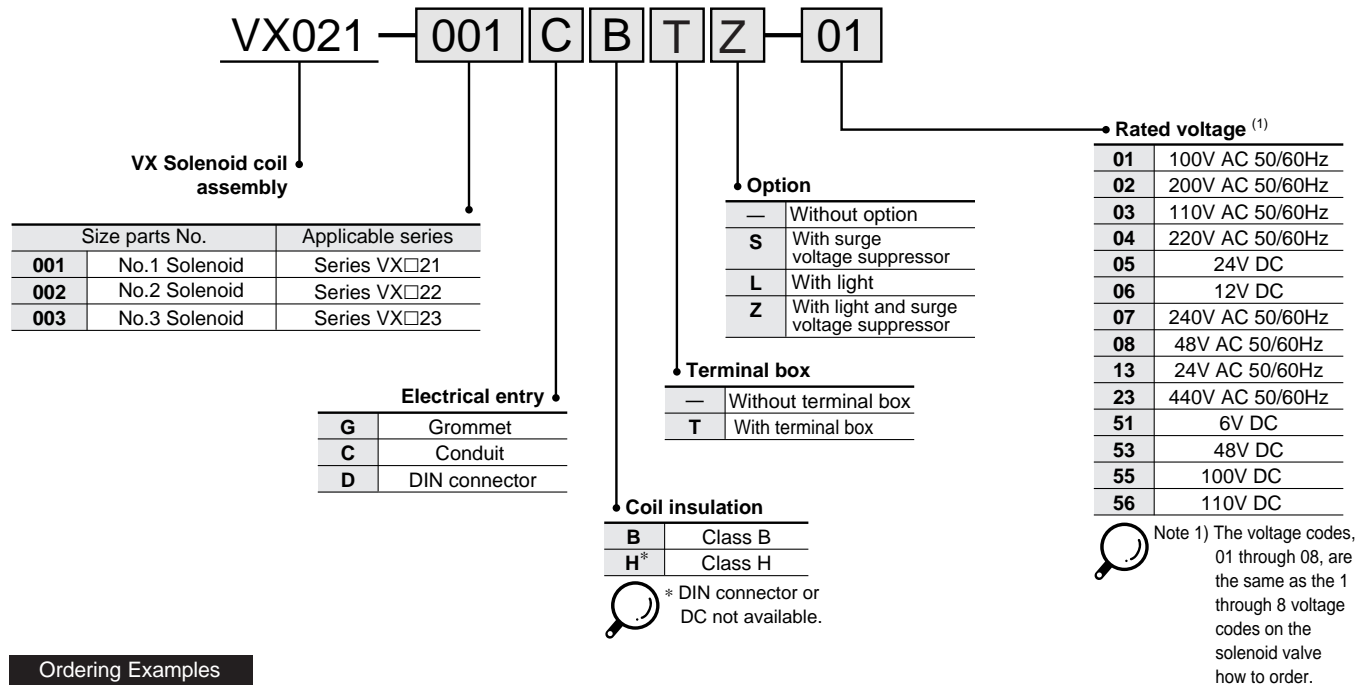 VX021 — 001 C B T Z — 01
VX Solenoid coil
assembly
Size parts No. Applicable series
001 No.1 Solenoid Series VX□21
002 No.2 Solenoid Series VX□22
003 No.3 Solenoid Series VX□23
Electrical entry
G Grommet
C Conduit
D DIN connector
Coil insulation
B Class B
H* Class H
* DIN connector or
DC not available.
Terminal box
— Without terminal box
T With terminal box
Option
— Without option
S With surge
voltage suppressor
L With light
Z With light and surge
voltage suppressor
Rated voltage (1)
01 100V AC 50/60Hz
02 200V AC 50/60Hz
03 110V AC 50/60Hz
04 220V AC 50/60Hz
05 24V DC
06 12V DC
07 240V AC 50/60Hz
08 48V AC 50/60Hz
13 24V AC 50/60Hz
23 440V AC 50/60Hz
51 6V DC
53 48V DC
55 100V DC
56 110V DC
Note 1) The voltage codes,
01 through 08, are
the same as the 1
through 8 voltage
codes on the
solenoid valve
how to order.
Ordering Examples